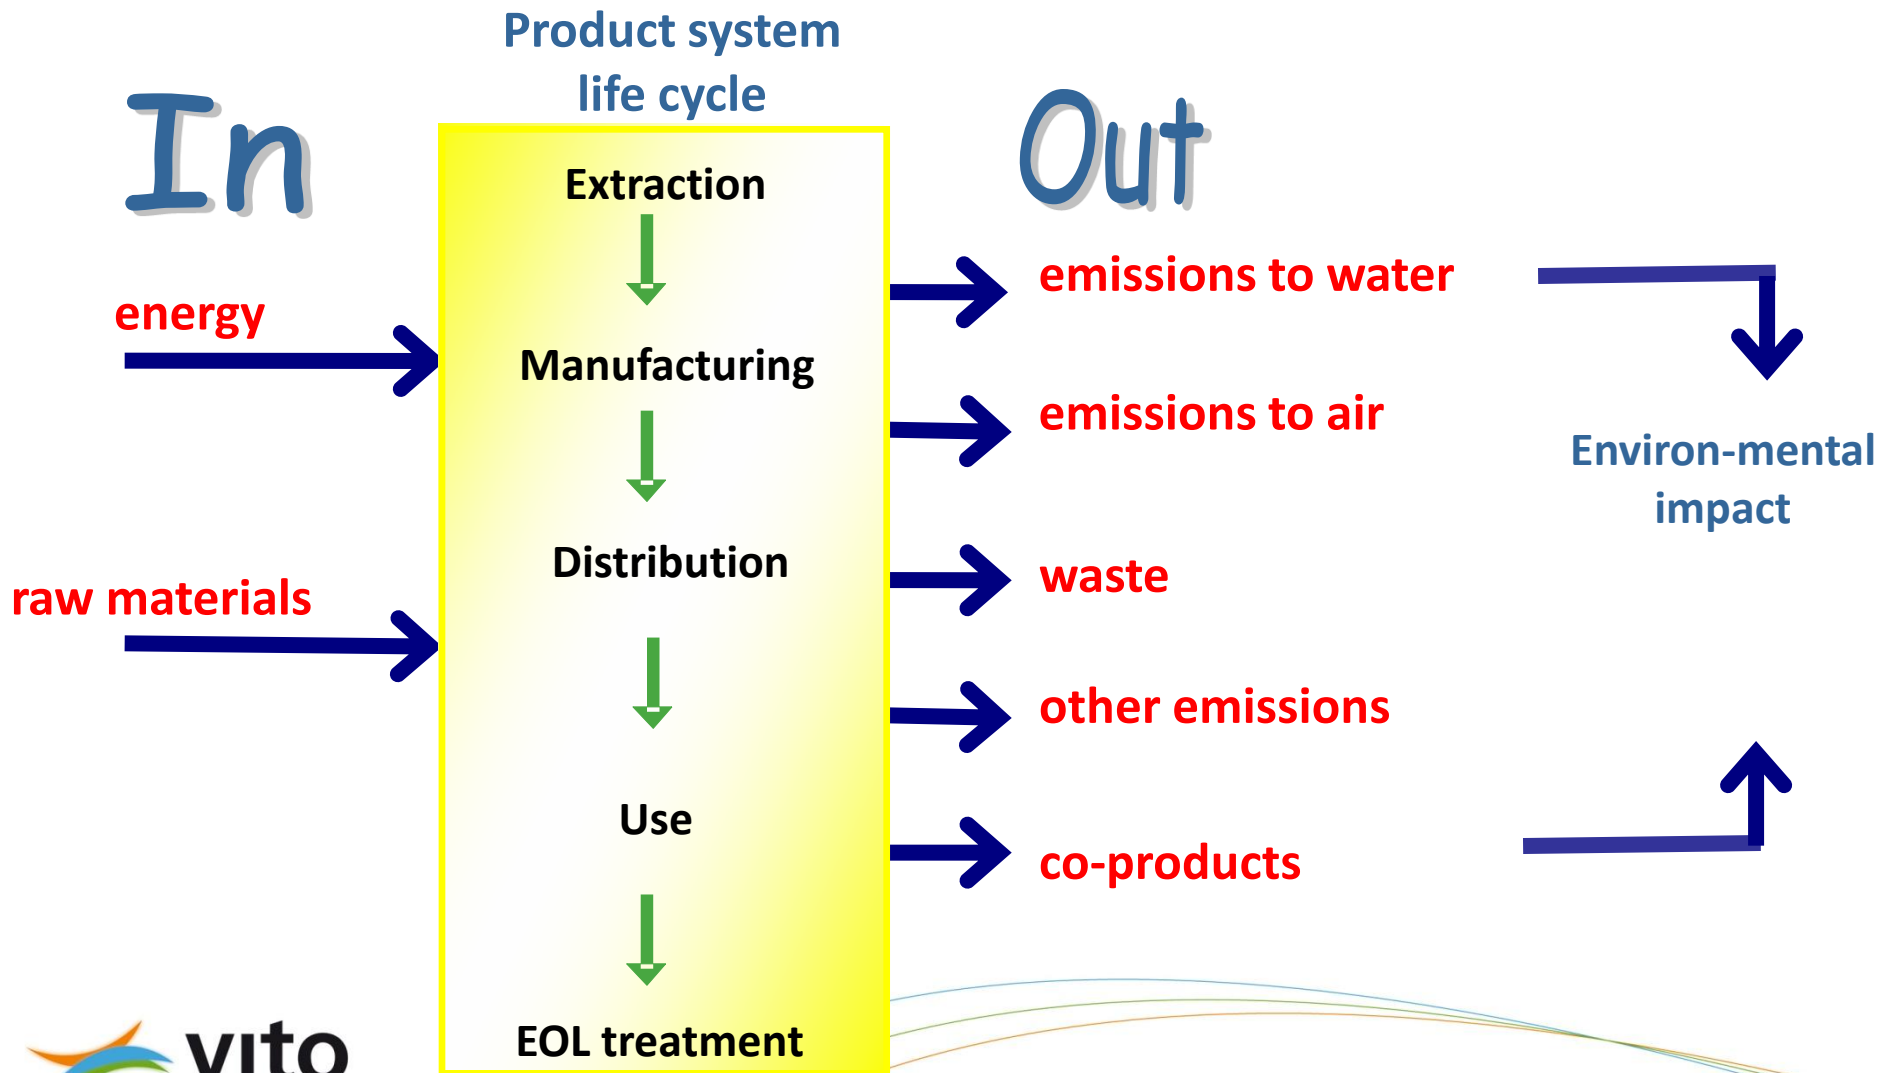 Product system
life cycle
In
Out
Extraction
emissions to water
energy
Manufacturing
emissions to air
Environ-mental
impact
Distribution
waste
raw materials
other emissions
Use
co-products
EOL treatment
vito